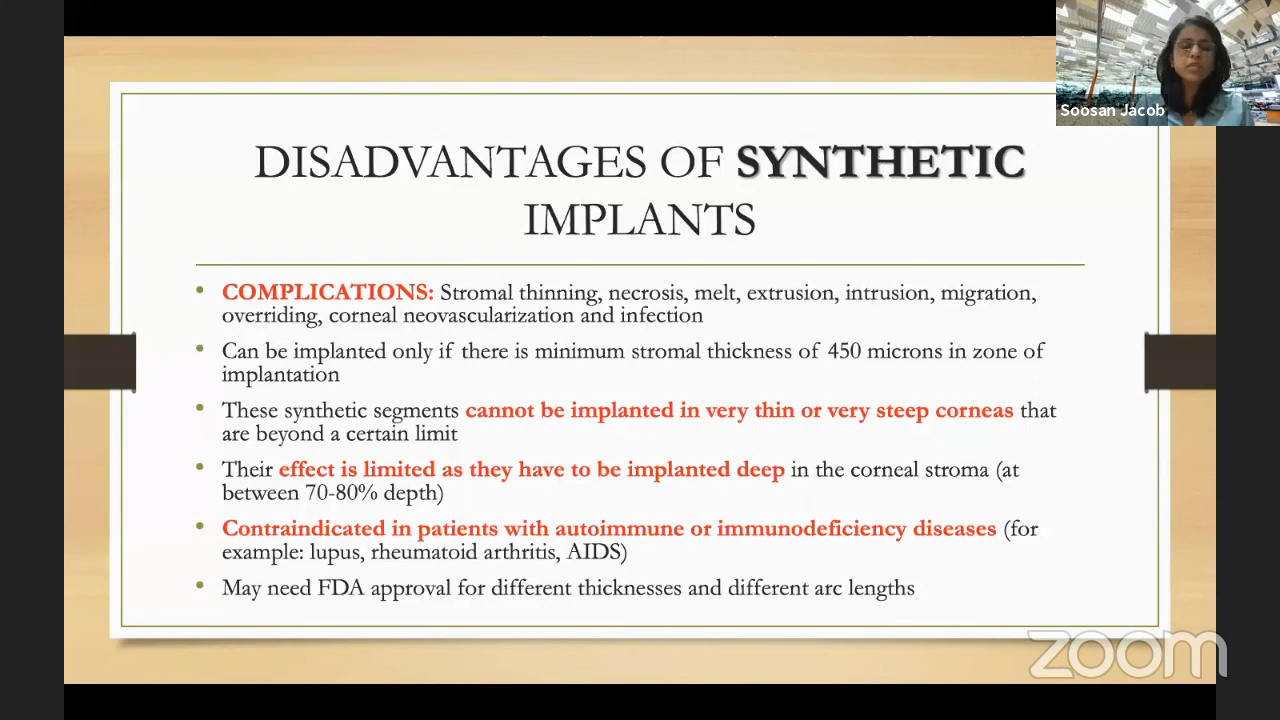 Soosan Jacob
DISADVANTAGES OF SYNTHETIC
IMPLANTS
• COMPLICATIONS: Stromal thinning, necrosis, melt, extrusion, intrusion, migration,
overriding, corneal neovascularization and infection
• Can be implanted only if there is minimum stromal thickness of 450 microns in zone of
implantation
• These synthetic segments cannot be implanted in very thin or very steep corneas that
are beyond a certain limit
• Their effect is limited as they have to be implanted deep in the corneal stroma (at
between 70-80% depth)
• Contraindicated in patients with autoimmune or immunodeficiency diseases (for
example: lupus, rheumatoid arthritis, AIDS)
• May need FDA approval for different thicknesses and different arc lengths
zoom